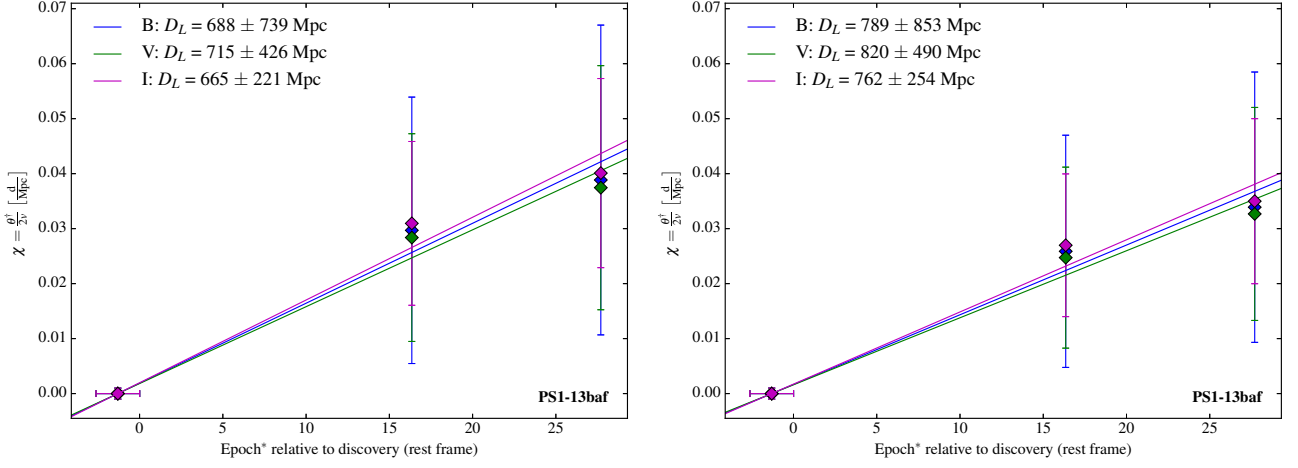 0.07
0.06
0.05
0.04
0.03
0.02
0.01
0.00
χ = θ†/2ν [d/Mpc]
B: D_L = 688 ± 739 Mpc
V: D_L = 715 ± 426 Mpc
I: D_L = 665 ± 221 Mpc
PS1-13baf
0 5 10 15 20 25
Epoch* relative to discovery (rest frame)
0.07
0.06
0.05
0.04
0.03
0.02
0.01
0.00
χ = θ†/2ν [d/Mpc]
B: D_L = 789 ± 853 Mpc
V: D_L = 820 ± 490 Mpc
I: D_L = 762 ± 254 Mpc
PS1-13baf
0 5 10 15 20 25
Epoch* relative to discovery (rest frame)